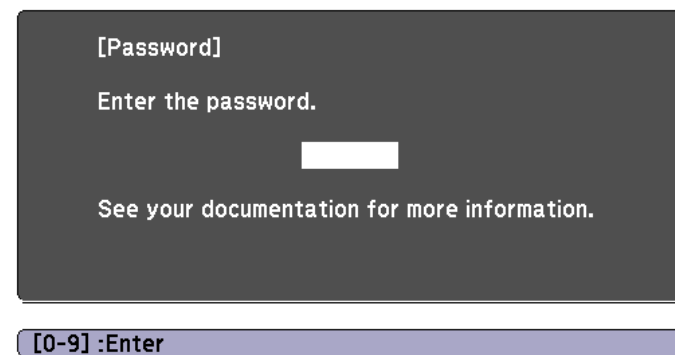 [Password]
Enter the password.
See your documentation for more information.
[0-9] :Enter